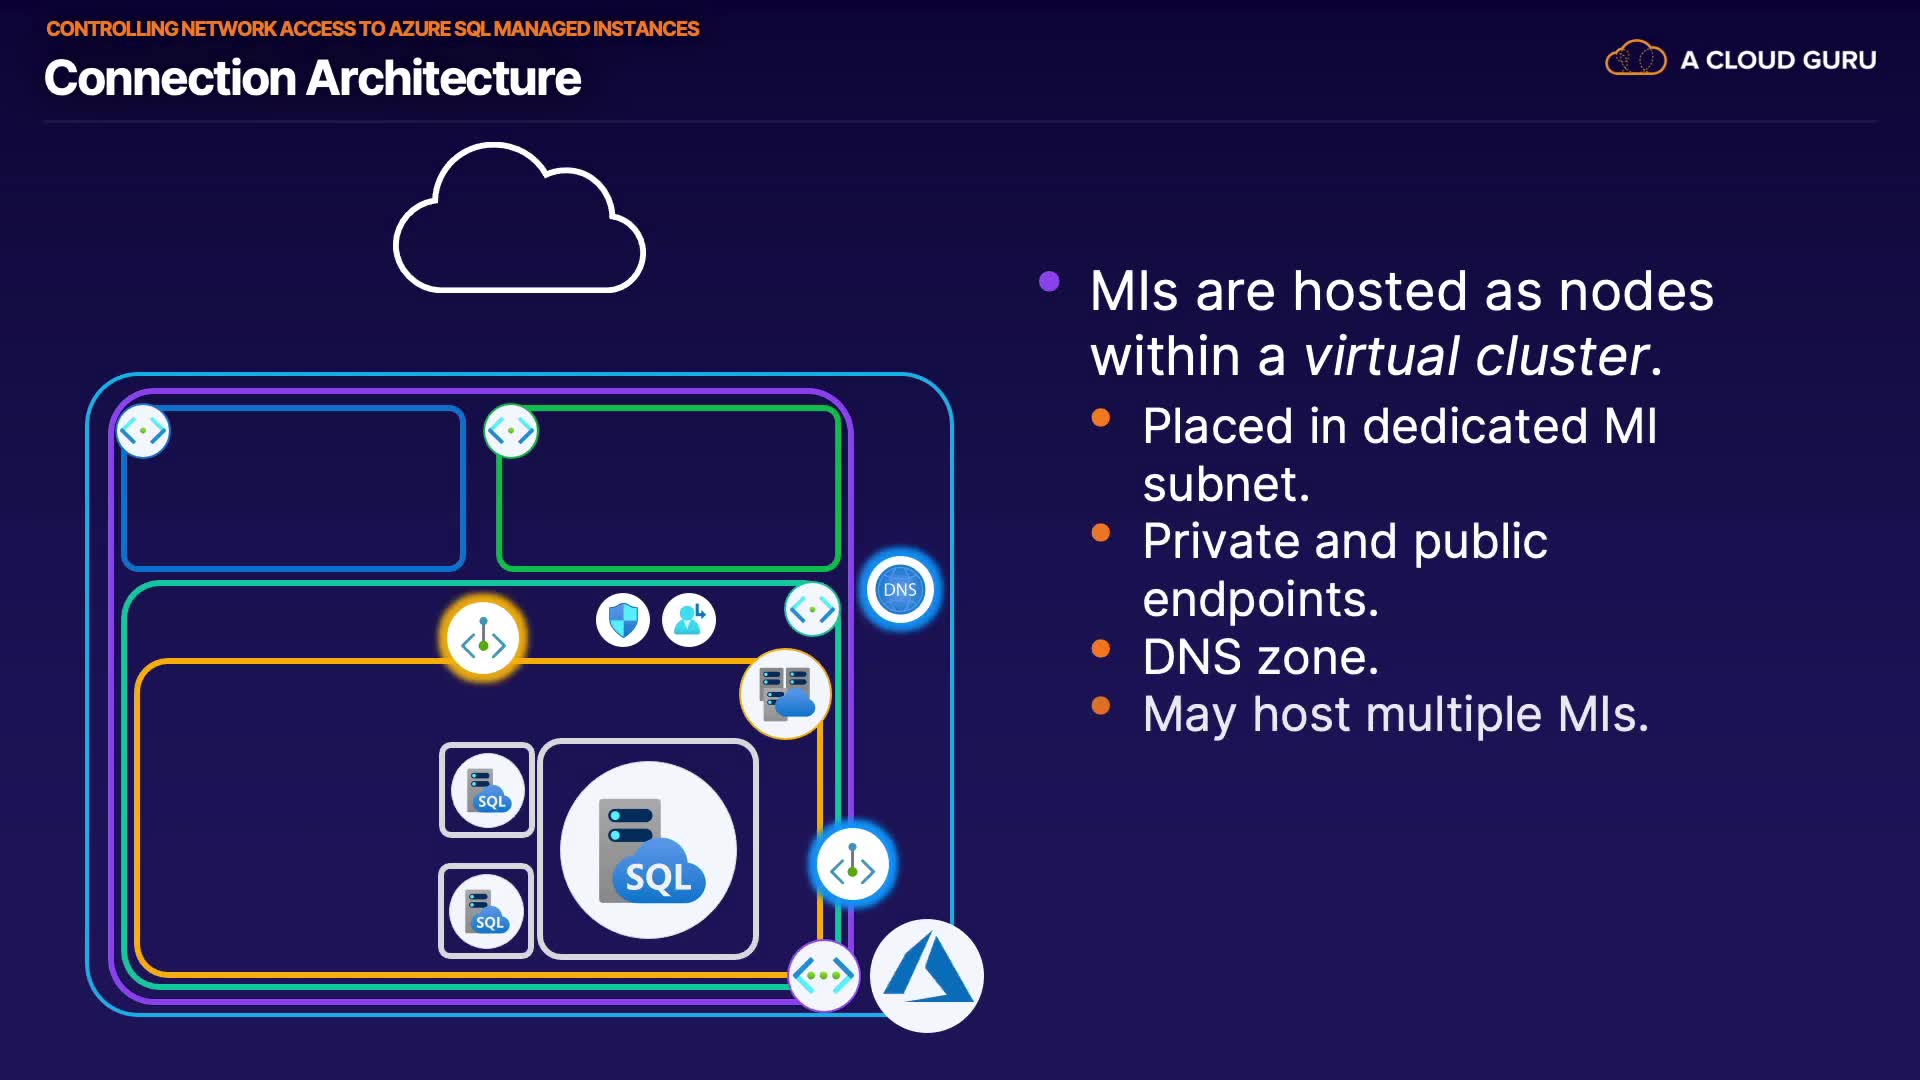 CONTROLLING NETWORK ACCESS TO AZURE SQL MANAGED INSTANCES
Connection Architecture
A CLOUD GURU
MIs are hosted as nodes
within a virtual cluster.
Placed in dedicated MI
subnet.
Private and public
endpoints.
DNS zone.
May host multiple MIs.
DNS
SQL
SQL
SQL